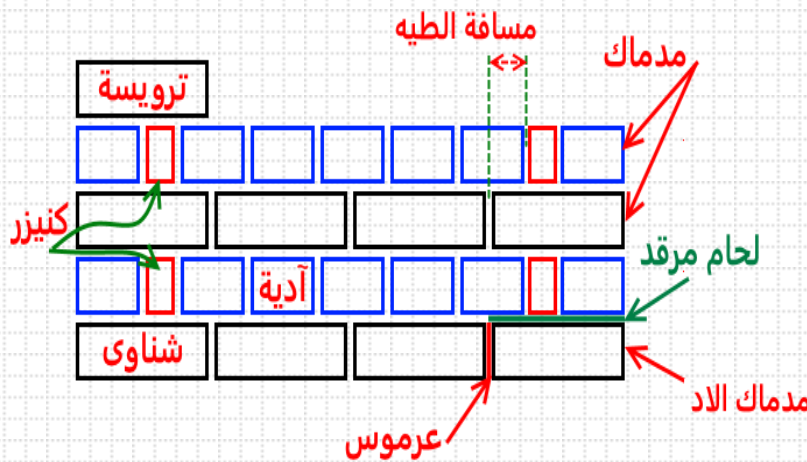 مسافة الطيه
مدماك
ترويسة
كنيزر
لحام مرقد
آدية
شناوى
مدماك الاد
عرموس